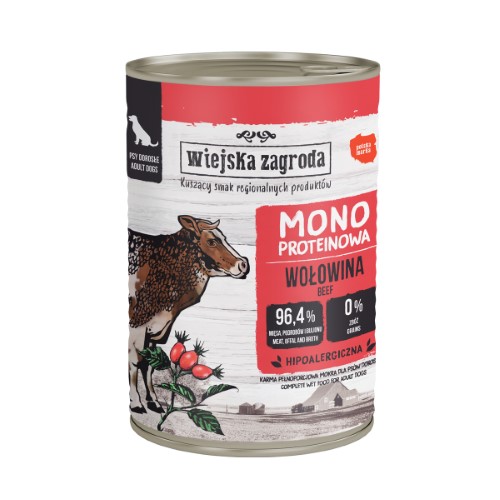 PSY DOROSŁE
ADULT DOGS
wiejska zagroda
Kuszący smak regionalnych produktów
polska marka
MONO
PROTEINOWA
WOŁOWINA
BEEF
96,4%
MIĘSA, PODROBÓW I BULIONU
MEAT, OFFAL AND BROTH
0%
ZBÓŻ
GRAINS
HIPOALERGICZNA
KARMA PEŁNOPORCJOWA MOKRA DLA PSÓW DOROSŁYCH
COMPLETE WET FOOD FOR ADULT DOGS